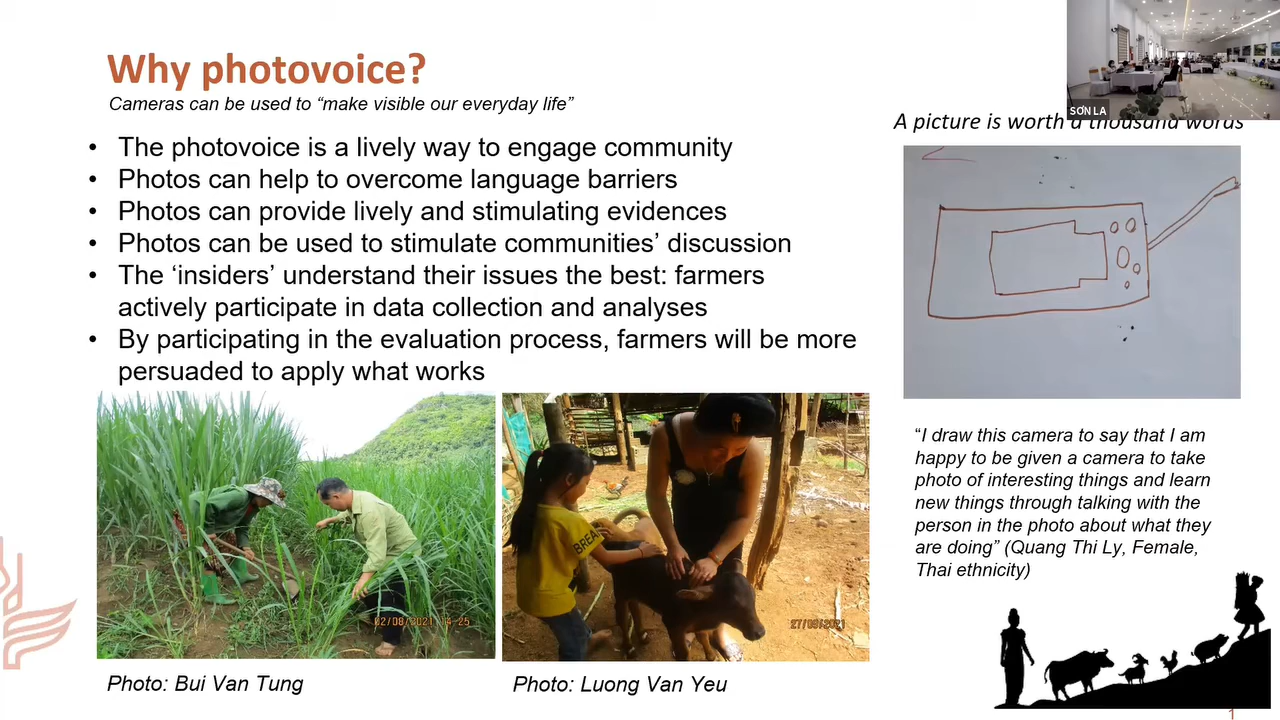 Why photovoice?
Cameras can be used to “make visible our everyday life”
• The photovoice is a lively way to engage community
• Photos can help to overcome language barriers
• Photos can provide lively and stimulating evidences
• Photos can be used to stimulate communities’ discussion
• The ‘insiders’ understand their issues the best: farmers
actively participate in data collection and analyses
• By participating in the evaluation process, farmers will be more
persuaded to apply what works
02/08/2021 14:25
BREA
27/08/2021
Photo: Bui Van Tung
Photo: Luong Van Yeu
SƠN LA
A picture is worth a thousand words
“I draw this camera to say that I am
happy to be given a camera to take
photo of interesting things and learn
new things through talking with the
person in the photo about what they
are doing” (Quang Thi Ly, Female,
Thai ethnicity)
1